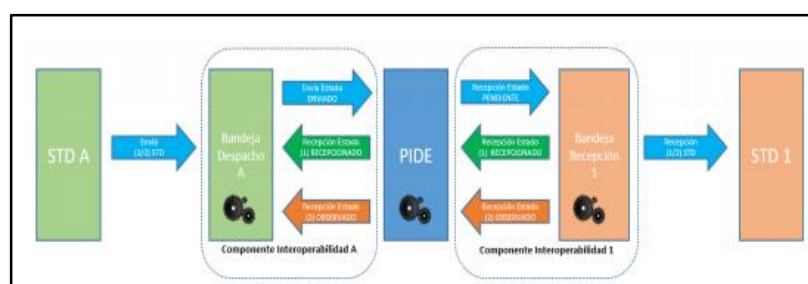 STD A
Envío
(1/2) STD
Bandeja
Despacho
A
Envía Estado
ENVIADO
Recepción Estado
(1) RECEPCIONADO
Recepción Estado
(2) OBSERVADO
Componente Interoperabilidad A
PIDE
Recepción Estado
PENDIENTE
Recepción Estado
(1) RECEPCIONADO
Recepción Estado
(2) OBSERVADO
Bandeja
Recepción
1
Componente Interoperabilidad 1
Recepción
(1/2) STD
STD 1